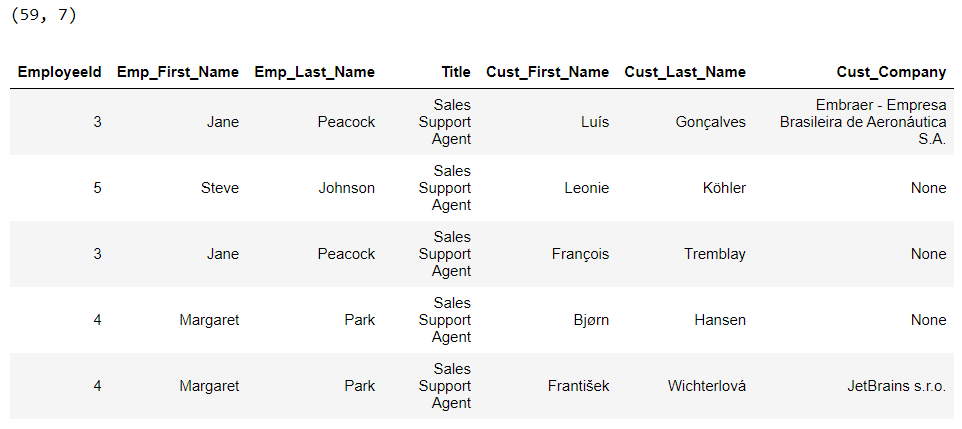 (59, 7)
EmployeeId Emp_First_Name Emp_Last_Name Title Cust_First_Name Cust_Last_Name Cust_Company
3 Jane Peacock Sales Support Agent Luís Gonçalves Embraer - Empresa Brasileira de Aeronáutica S.A.
5 Steve Johnson Sales Support Agent Leonie Köhler None
3 Jane Peacock Sales Support Agent François Tremblay None
4 Margaret Park Sales Support Agent Bjørn Hansen None
4 Margaret Park Sales Support Agent František Wichterlová JetBrains s.r.o.